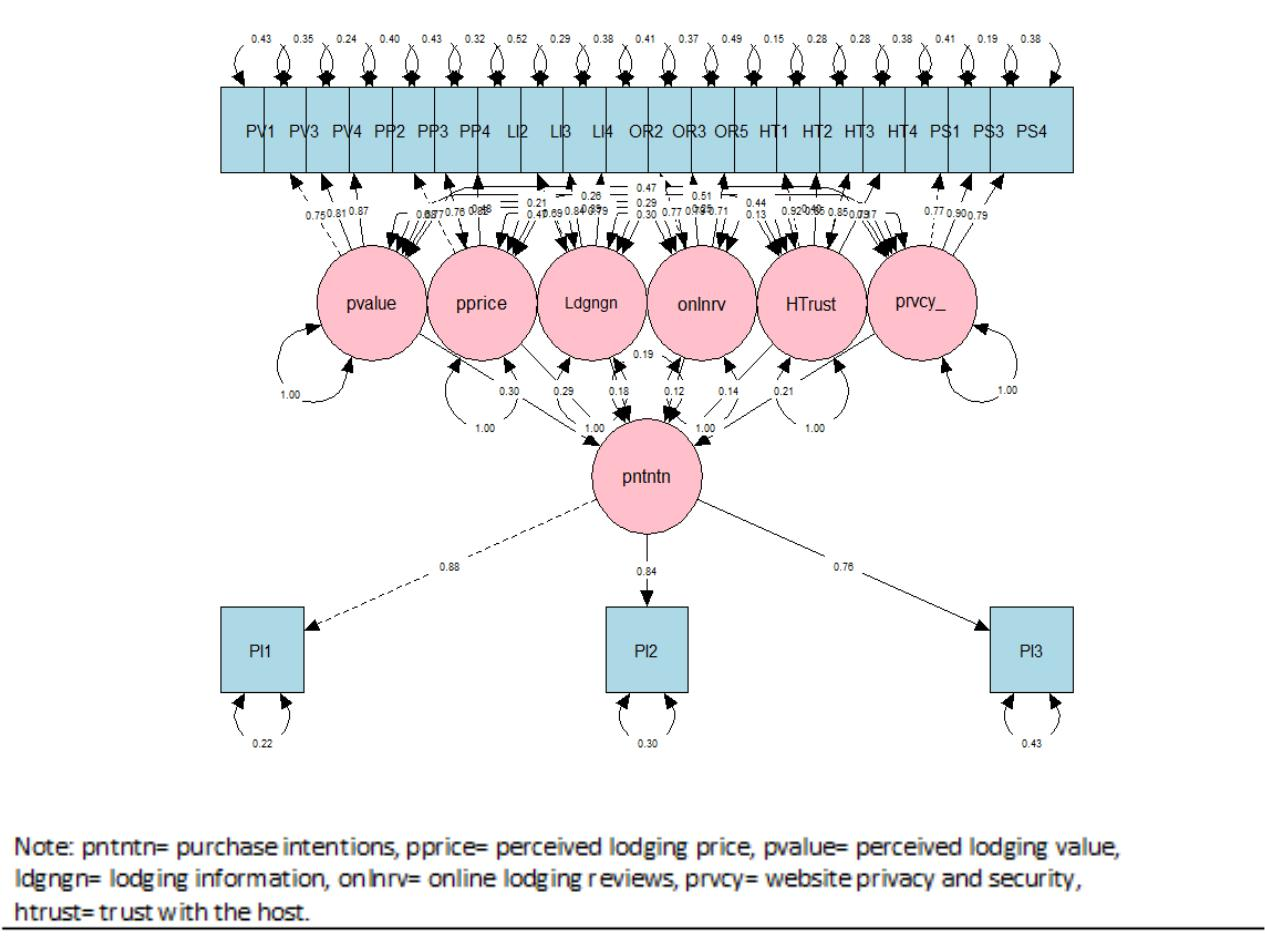 0.43 0.35 0.24 0.40 0.43 0.32 0.52 0.29 0.38 0.41 0.37 0.49 0.15 0.28 0.28 0.38 0.41 0.19 0.38
PV1 PV3 PV4 PP2 PP3 PP4 LI2 LI3 LI4 OR2 OR3 OR5 HT1 HT2 HT3 HT4 PS1 PS3 PS4
0.47
0.26 0.51
0.21 0.29 0.44
0.75 0.81 0.87 0.76 0.30 0.77 0.71 0.13 0.85 0.77 0.90 0.79
pvalue pprice Ldgngn onlnrv HTrust prvcy_
0.19
1.00 0.30 0.29 0.18 0.12 0.14 0.21 1.00
1.00 1.00 1.00 1.00
pntntn
0.88 0.84 0.76
PI1 PI2 PI3
0.22 0.30 0.43
Note: pntntn= purchase intentions, pprice= perceived lodging price, pvalue= perceived lodging value,
ldgngn= lodging information, onlnrv= online lodging reviews, prvcy= website privacy and security,
htrust= trust with the host.